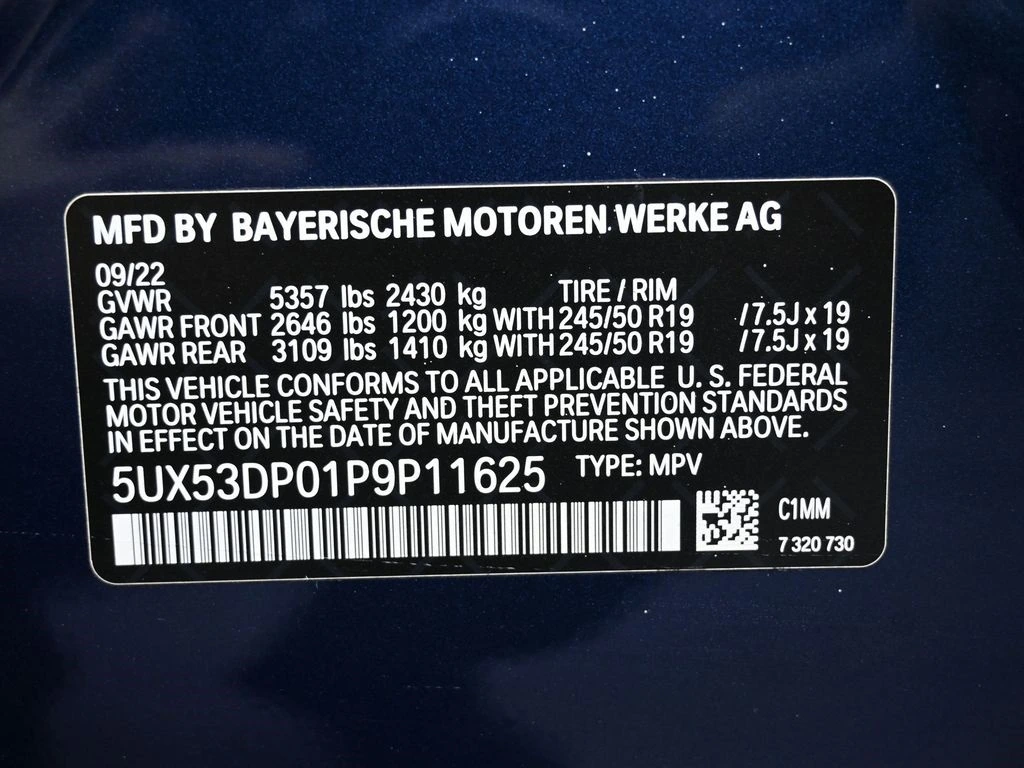 MFD BY BAYERISCHE MOTOREN WERKE AG
09/22
GVWR 5357 lbs 2430 kg TIRE / RIM
GAWR FRONT 2646 lbs 1200 kg WITH 245/50 R19 / 7.5J x 19
GAWR REAR 3109 lbs 1410 kg WITH 245/50 R19 / 7.5J x 19
THIS VEHICLE CONFORMS TO ALL APPLICABLE U. S. FEDERAL
MOTOR VEHICLE SAFETY AND THEFT PREVENTION STANDARDS
IN EFFECT ON THE DATE OF MANUFACTURE SHOWN ABOVE.
5UX53DP01P9P11625 TYPE: MPV
C1MM
7 320 730